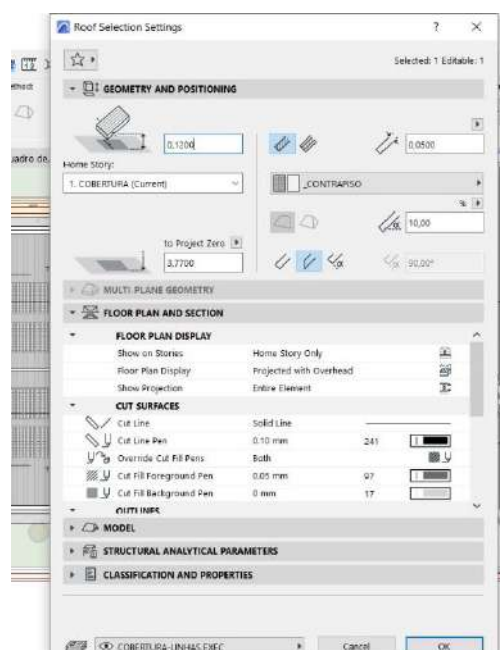 Roof Selection Settings
? ×
Selected: 1 Editable: 1
GEOMETRY AND POSITIONING
0,1200
0,0500
Home Story:
1. COBERTURA (Current)
_CONTRAPISO
%
10,00
to Project Zero
3,7700
90,00°
MULTI-PLANE GEOMETRY
FLOOR PLAN AND SECTION
FLOOR PLAN DISPLAY
Show on Stories Home Story Only
Floor Plan Display Projected with Overhead
Show Projection Entire Element
CUT SURFACES
Cut Line Solid Line
Cut Line Pen 0.10 mm 241
Override Cut Fill Pens Both
Cut Fill Foreground Pen 0.05 mm 97
Cut Fill Background Pen 0 mm 17
OUTLINES
MODEL
STRUCTURAL ANALYTICAL PARAMETERS
CLASSIFICATION AND PROPERTIES
COBERTURA-LINHAS.EXEC
Cancel
OK